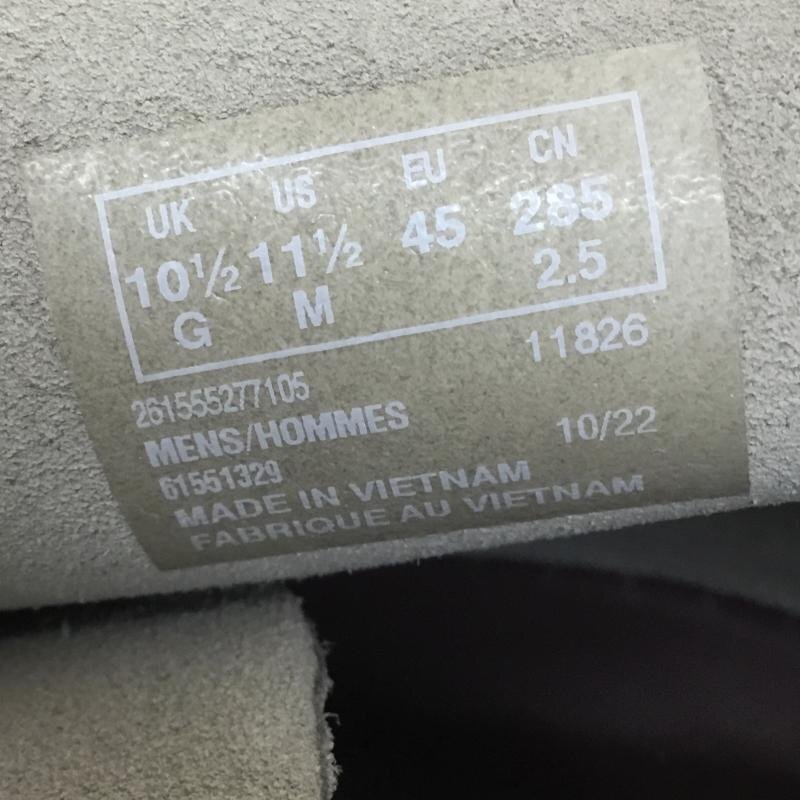 UK US EU CN
10½ 11½ 45 285
G M 2.5
11826
261555277105
MENS/HOMMES
10/22
61551329
MADE IN VIETNAM
FABRIQUE AU VIETNAM